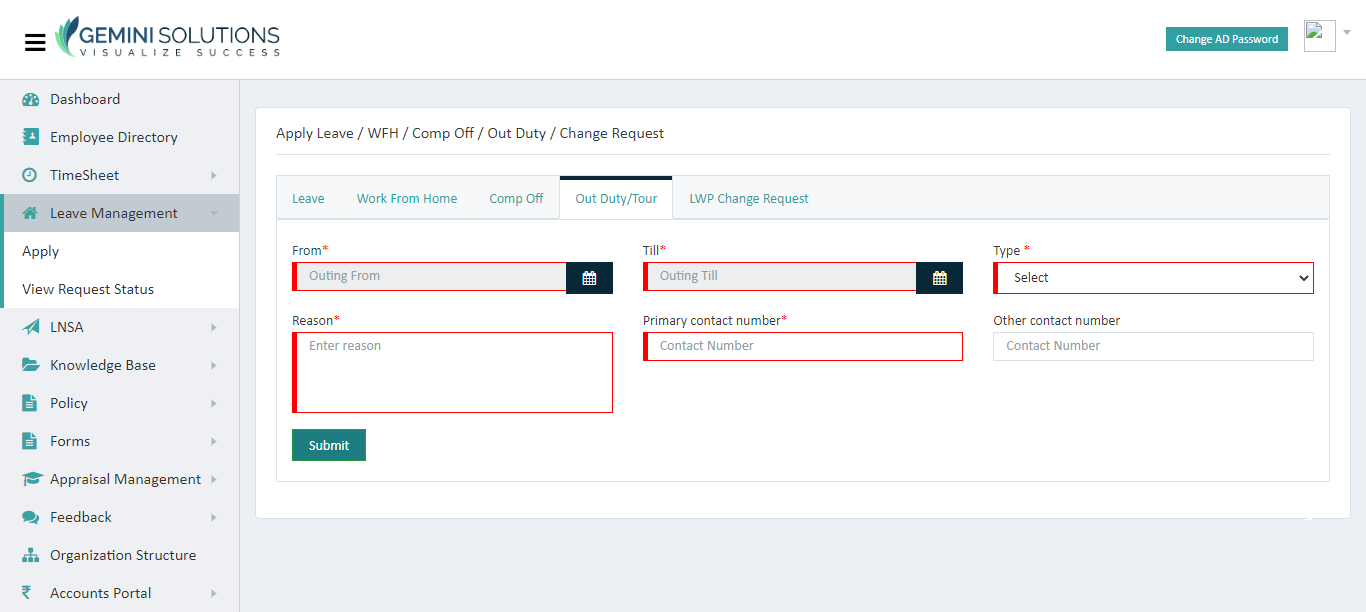 GEMINI SOLUTIONS
VISUALIZE SUCCESS
Change AD Password
Dashboard
Employee Directory
TimeSheet
Leave Management
Apply
View Request Status
LNSA
Knowledge Base
Policy
Forms
Appraisal Management
Feedback
Organization Structure
Accounts Portal
Apply Leave / WFH / Comp Off / Out Duty / Change Request
Leave Work From Home Comp Off Out Duty/Tour LWP Change Request
From* Till* Type *
Outing From Outing Till Select
Reason* Primary contact number* Other contact number
Enter reason Contact Number Contact Number
Submit